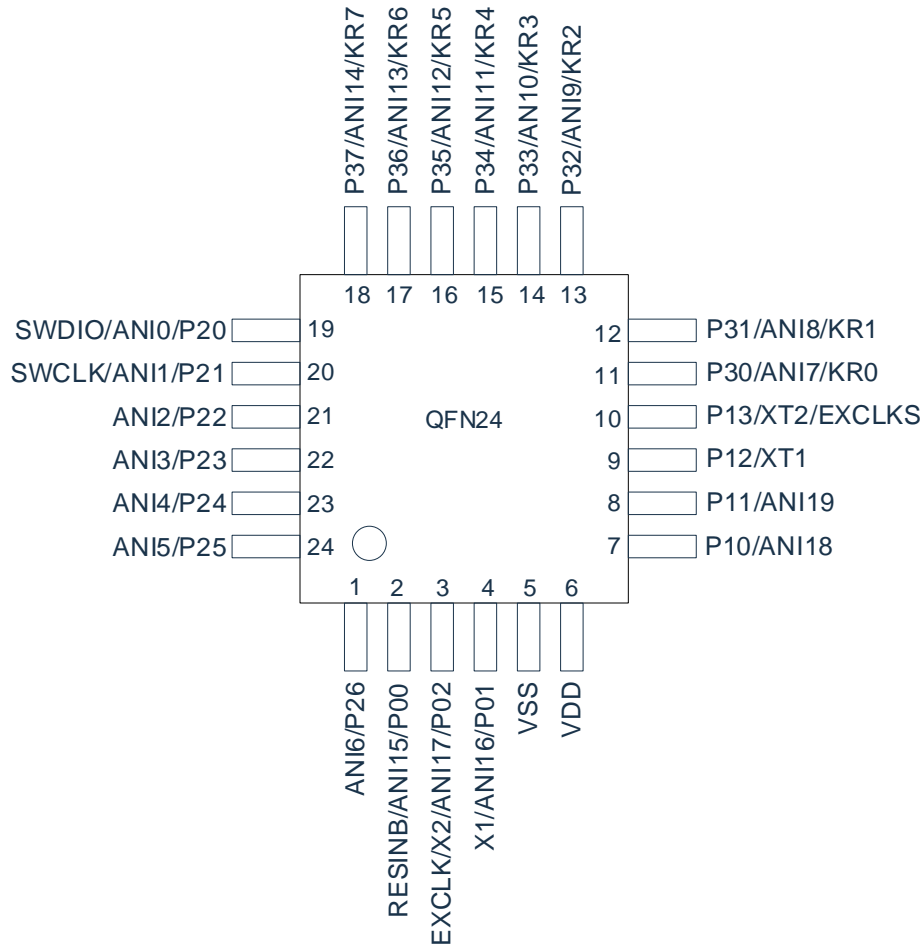 P37/ANI14/KR7
P36/ANI13/KR6
P35/ANI12/KR5
P34/ANI11/KR4
P33/AN10/KR3
P32/ANI9/KR2
18 17 16 15 14 13
SWDIO/ANI0/P20 19
12 P31/ANI8/KR1
SWCLK/ANI1/P21 20
11 P30/ANI7/KR0
ANI2/P22 21
QFN24
10 P13/XT2/EXCLKS
ANI3/P23 22
9 P12/XT1
ANI4/P24 23
8 P11/ANI19
ANI5/P25 24
7 P10/ANI18
1 2 3 4 5 6
ANI6/P26
RESINB/ANI15/P00
EXCLK/X2/ANI17/P02
X1/ANI16/P01
VSS
VDD